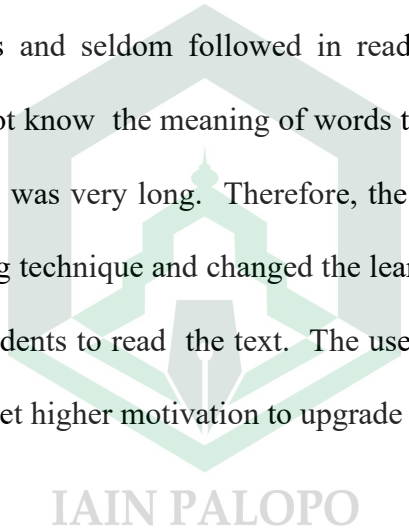 s and seldom followed in read
ot know the meaning of words t
was very long. Therefore, the
g technique and changed the lear
dents to read the text. The use
et higher motivation to upgrade
IAIN PALOPO